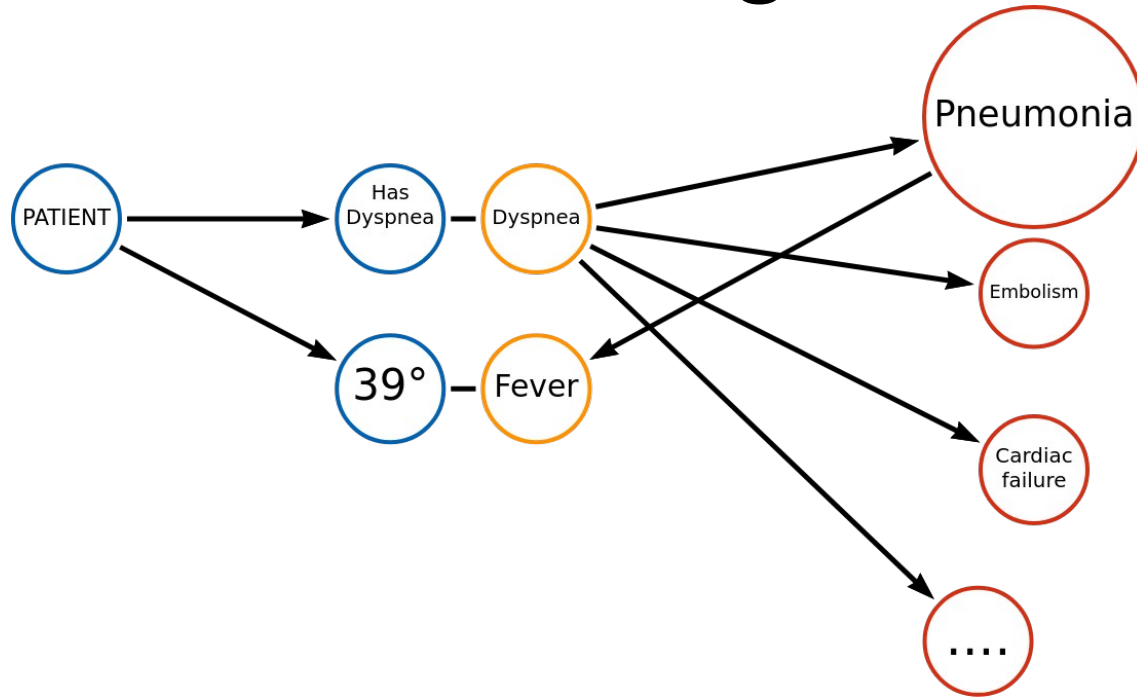 Pneumonia
PATIENT
Has
Dyspnea
Dyspnea
Embolism
39°
Fever
Cardiac
failure
....